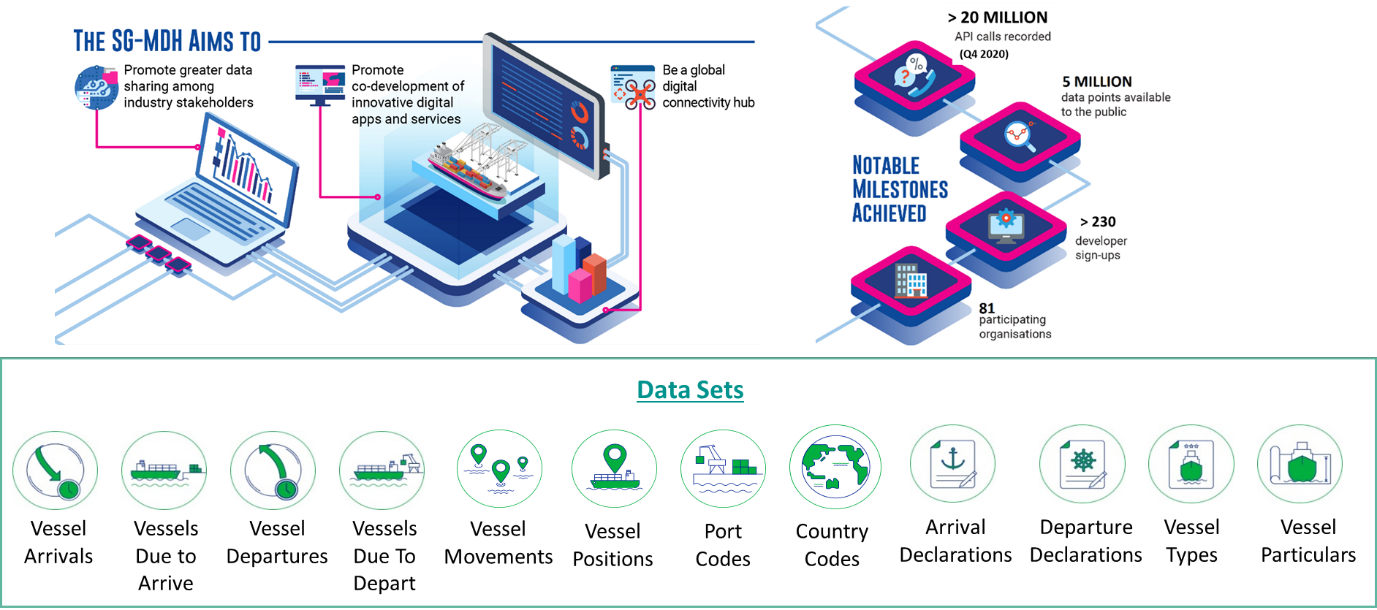 THE SG-MDH AIMS TO
Promote greater data
sharing among
industry stakeholders
Promote
co-development of
innovative digital
apps and services
Be a global
digital
connectivity hub
> 20 MILLION
API calls recorded
(Q4 2020)
%
?
5 MILLION
data points available
to the public
NOTABLE
MILESTONES
ACHIEVED
> 230
developer
sign-ups
81
participating
organisations
Data Sets
Vessel
Arrivals
Vessels
Due to
Arrive
Vessel
Departures
Vessels
Due To
Depart
Vessel
Movements
Vessel
Positions
Port
Codes
Country
Codes
Arrival
Declarations
Departure
Declarations
Vessel
Types
Vessel
Particulars